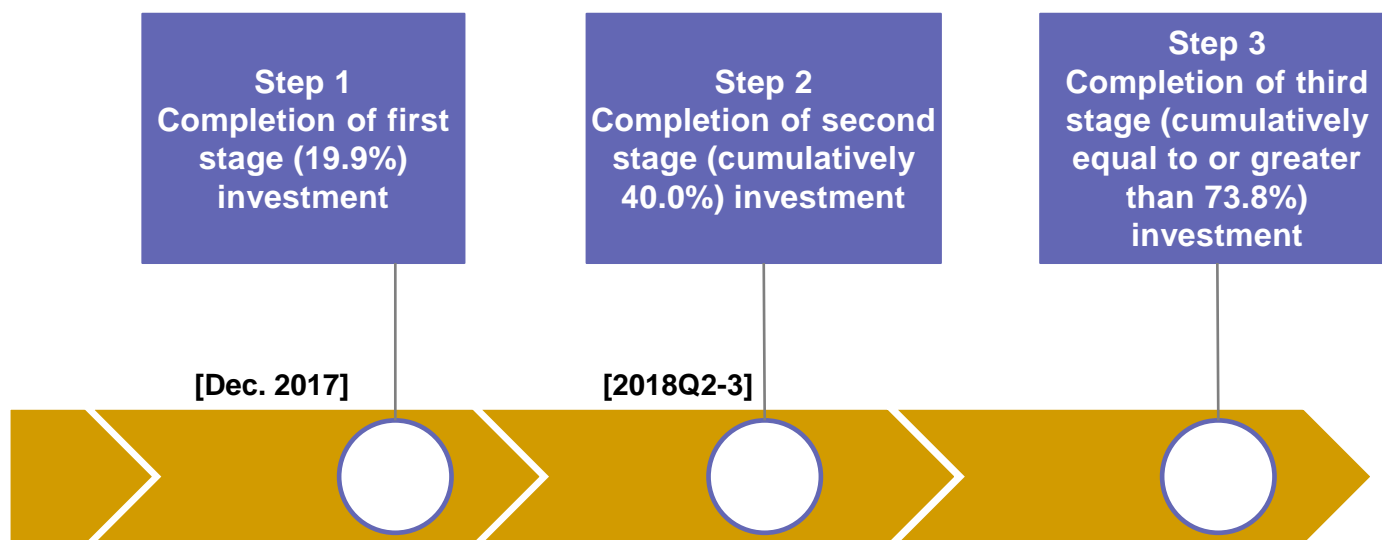 Step 1
Completion of first
stage (19.9%)
investment
Step 2
Completion of second
stage (cumulatively
40.0%) investment
Step 3
Completion of third
stage (cumulatively
equal to or greater
than 73.8%)
investment
[Dec. 2017]
[2018Q2-3]